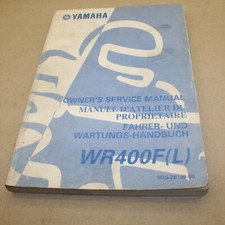 YAMAHA
OWNER'S SERVICE MANUAL
MANUEL D'ATELIER DU
PROPRIETAIRE
FAHRER- UND
WARTUNGS-HANDBUCH
WR400F(L)